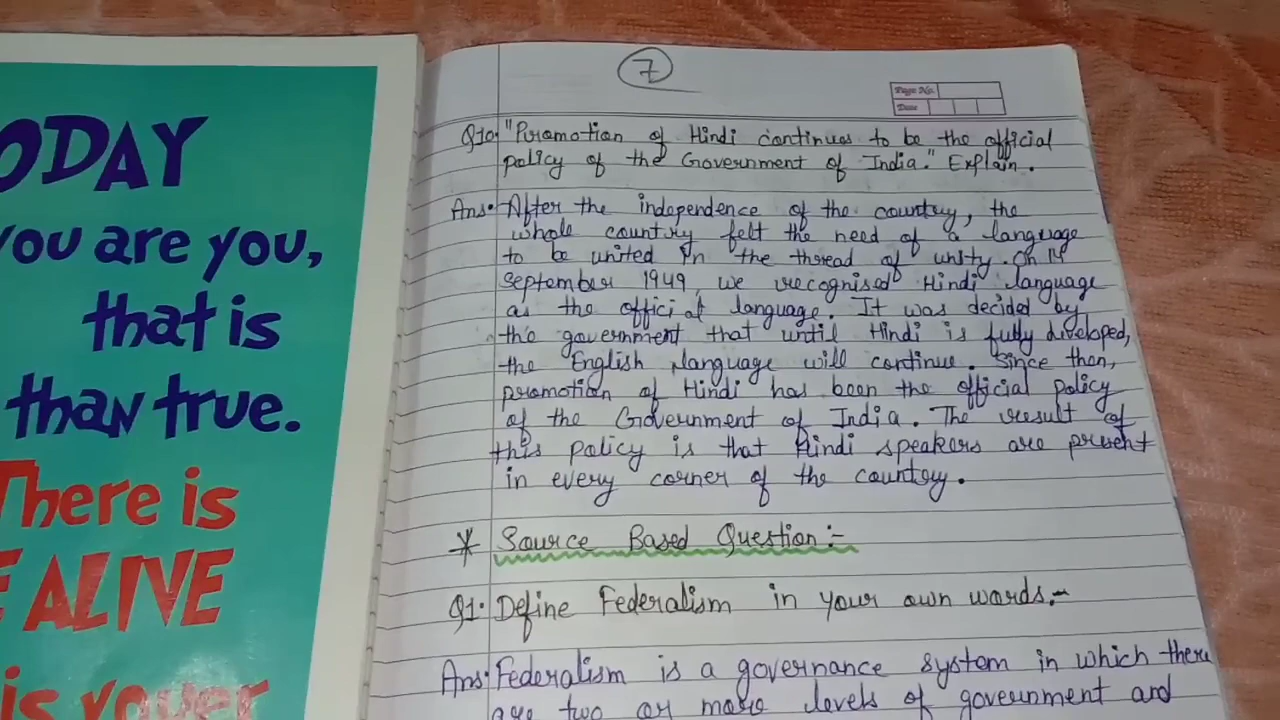 ODAY
you are you,
that is
than true.
There is
E ALIVE
is youer
7
Page No.
Date
Q10. "Promotion of Hindi continues to be the official
policy of the Government of India." Explain.
Ans. After the independence of the country, the
whole country felt the need of a language
to be united in the thread of unity. On 14
September 1949, we recognised Hindi language
as the official language. It was decided by
the government that until Hindi is fully developed,
the English language will continue. Since then,
promotion of Hindi has been the official policy
of the Government of India. The result of
this policy is that Hindi speakers are present
in every corner of the country.
* Source Based Question:-
Q1. Define Federalism in your own words.-
Ans. Federalism is a governance system in which there
are two or more levels of government and